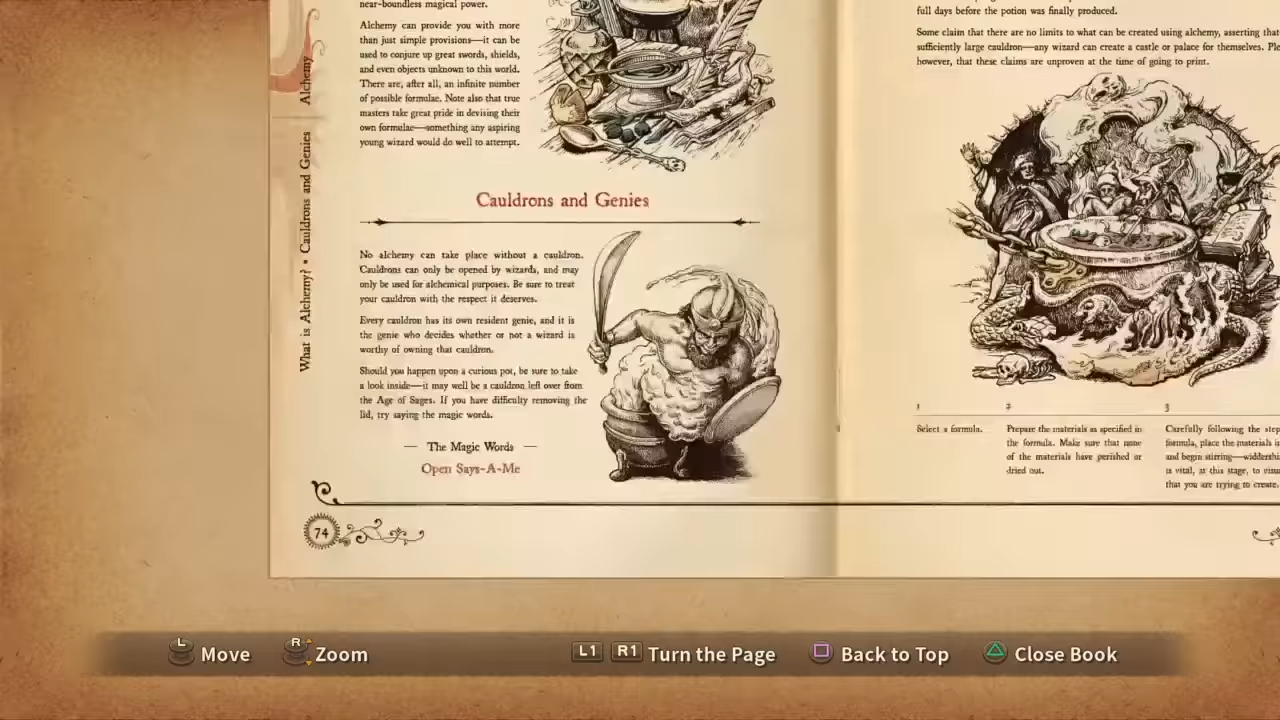 near-boundless magical power.
Alchemy can provide you with more
than just simple provisions—it can be
used to conjure up great swords, shields,
and even objects unknown to this world.
There are, after all, an infinite number
of possible formulae. Note also that true
masters take great pride in devising their
own formulae—something any aspiring
young wizard would do well to attempt.
What is Alchemy? • Cauldrons and Genies
Alchemy
Cauldrons and Genies
No alchemy can take place without a cauldron.
Cauldrons can only be opened by wizards, and may
only be used for alchemical purposes. Be sure to treat
your cauldron with the respect it deserves.
Every cauldron has its own resident genie, and it is
the genie who decides whether or not a wizard is
worthy of owning that cauldron.
Should you happen upon a curious pot, be sure to take
a look inside—it may well be a cauldron left over from
the Age of Sages. If you have difficulty removing the
lid, try saying the magic words.
The Magic Words
Open Says-A-Me
74
full days before the potion was finally produced.
Some claim that there are no limits to what can be created using alchemy, asserting that
sufficiently large cauldron—any wizard can create a castle or palace for themselves.
however, that these claims are unproven at the time of going to print.
1
Select a formula.
2
Prepare the materials as specified in
the formula. Make sure that none
of the materials have perished or
dried out.
3
Carefully following the
formula, place the materials
and begin stirring—
is vital, at this stage, to
that you are trying to create.
L Move
R Zoom
L1 R1 Turn the Page
Back to Top
Close Book